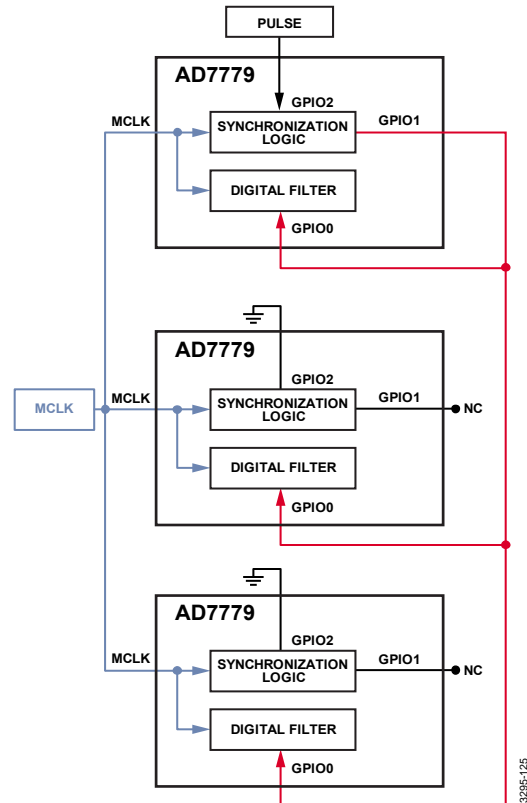 PULSE
AD7779
GPIO2
MCLK
SYNCHRONIZATION
LOGIC
GPIO1
DIGITAL FILTER
GPIO0
AD7779
GPIO2
MCLK
MCLK
SYNCHRONIZATION
LOGIC
GPIO1
NC
DIGITAL FILTER
GPIO0
AD7779
GPIO2
MCLK
SYNCHRONIZATION
LOGIC
GPIO1
NC
DIGITAL FILTER
GPIO0
3295-125